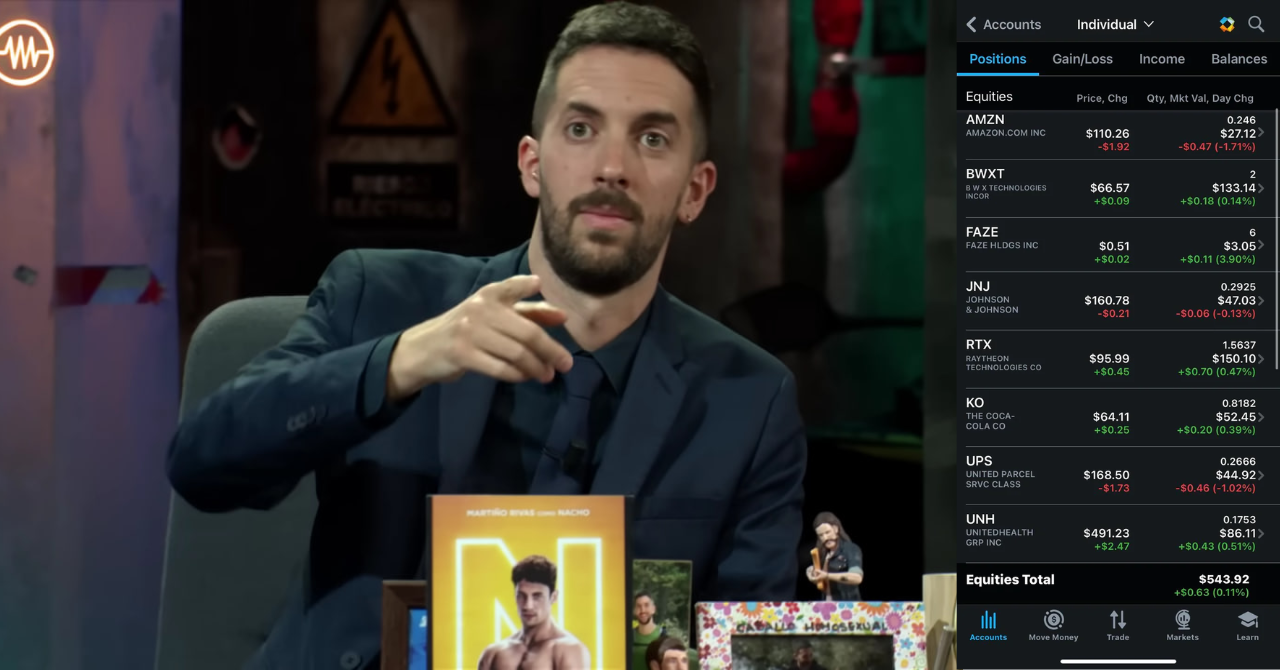 RIESGO
ELÉCTRICO
MARTIÑO RIVAS como NACHO
N
CABALLO HOMOSEXUAL
Accounts
Individual
Positions
Gain/Loss
Income
Balances
Equities
Price, Chg
Qty, Mkt Val, Day Chg
AMZN
0.246
AMAZON.COM INC
$110.26
$27.12
-$1.92
-$0.47 (-1.71%)
BWXT
2
B W X TECHNOLOGIES
INCOR
$66.57
$133.14
+$0.09
+$0.18 (0.14%)
FAZE
6
FAZE HLDGS INC
$0.51
$3.05
+$0.02
+$0.11 (3.90%)
JNJ
0.2925
JOHNSON
& JOHNSON
$160.78
$47.03
-$0.21
-$0.06 (-0.13%)
RTX
1.5637
RAYTHEON
TECHNOLOGIES CO
$95.99
$150.10
+$0.45
+$0.70 (0.47%)
KO
0.8182
THE COCA-
COLA CO
$64.11
$52.45
+$0.25
+$0.20 (0.39%)
UPS
0.2666
UNITED PARCEL
SRVC CLASS
$168.50
$44.92
-$1.73
-$0.46 (-1.02%)
UNH
0.1753
UNITEDHEALTH
GRP INC
$491.23
$86.11
+$2.47
+$0.43 (0.51%)
Equities Total
$543.92
+$0.63 (0.11%)
Accounts
Move Money
Trade
Markets
Learn